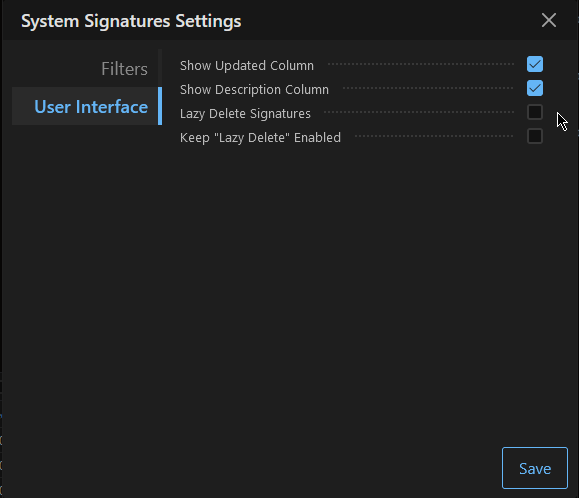 System Signatures Settings
Filters
User Interface
Show Updated Column
Show Description Column
Lazy Delete Signatures
Keep "Lazy Delete" Enabled
Save